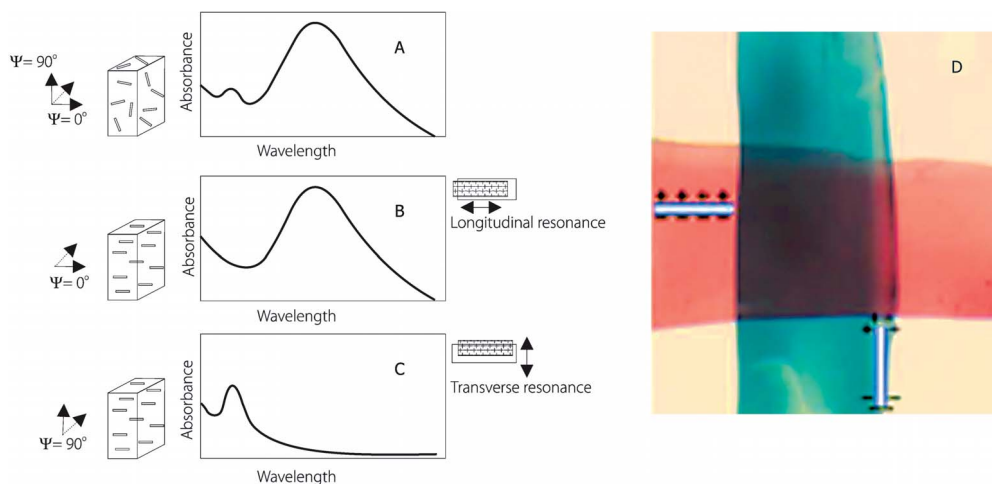 A
Ψ= 90°
Ψ= 0°
Absorbance
Wavelength
B
Ψ= 0°
Absorbance
Wavelength
Longitudinal resonance
C
Ψ= 90°
Absorbance
Wavelength
Transverse resonance
D